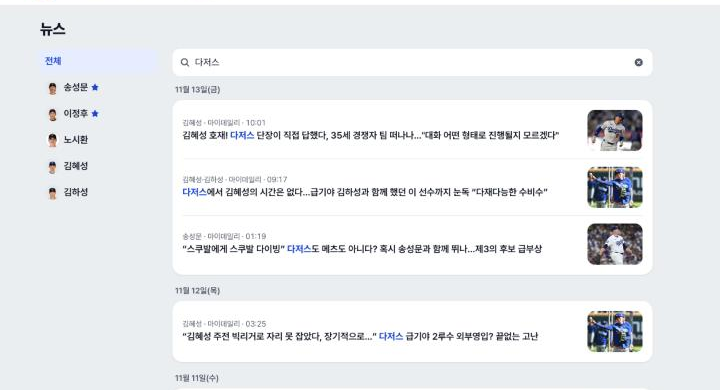 뉴스
전체
송성문
이정후
노시환
김혜성
김하성
다저스
11월 13일(금)
김혜성 · 마이데일리 · 10:01
김혜성 호재! 다저스 단장이 직접 답했다, 35세 경쟁자 팀 떠나나..."대화 어떤 형태로 진행될지 모르겠다"
김혜성·김하성 · 마이데일리 · 09:17
다저스에서 김혜성의 시간은 없다...급기야 김하성과 함께 했던 이 선수까지 눈독 "다재다능한 수비수"
송성문 · 마이데일리 · 01:19
"스쿠발에게 스쿠발 다이빙" 다저스도 메츠도 아니다? 혹시 송성문과 함께 뛰나...제3의 후보 급부상
11월 12일(목)
김혜성 · 마이데일리 · 03:25
"김혜성 주전 빅리거로 자리 못 잡았다, 장기적으로..." 다저스 급기야 2루수 외부영입? 끝없는 고난
11월 11일(수)